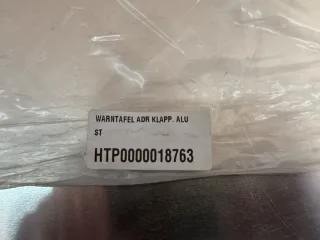 WARNTAFEL ADR KLAPP. ALU
ST
HTP0000018763